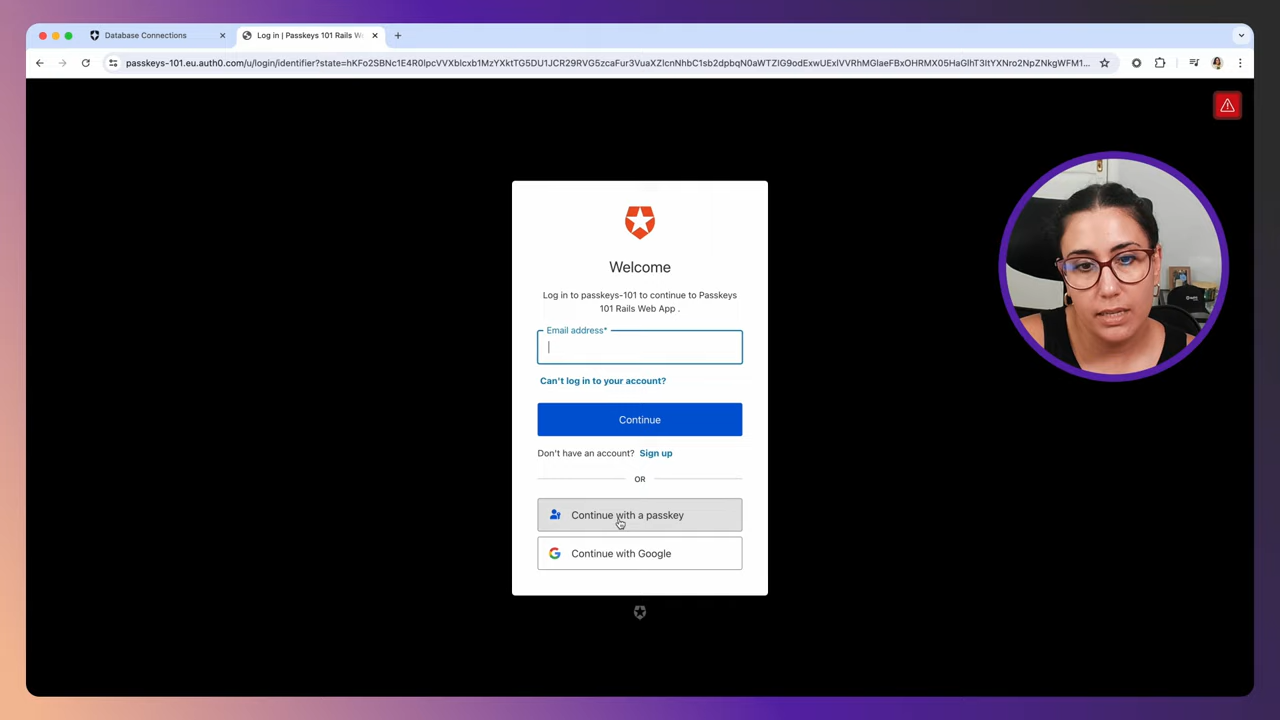 Database Connections
Log in | Passkeys 101 Rails W
Welcome
Log in to passkeys-101 to continue to Passkeys
101 Rails Web App .
Email address*
Can't log in to your account?
Continue
Don't have an account? Sign up
OR
Continue with a passkey
Continue with Google